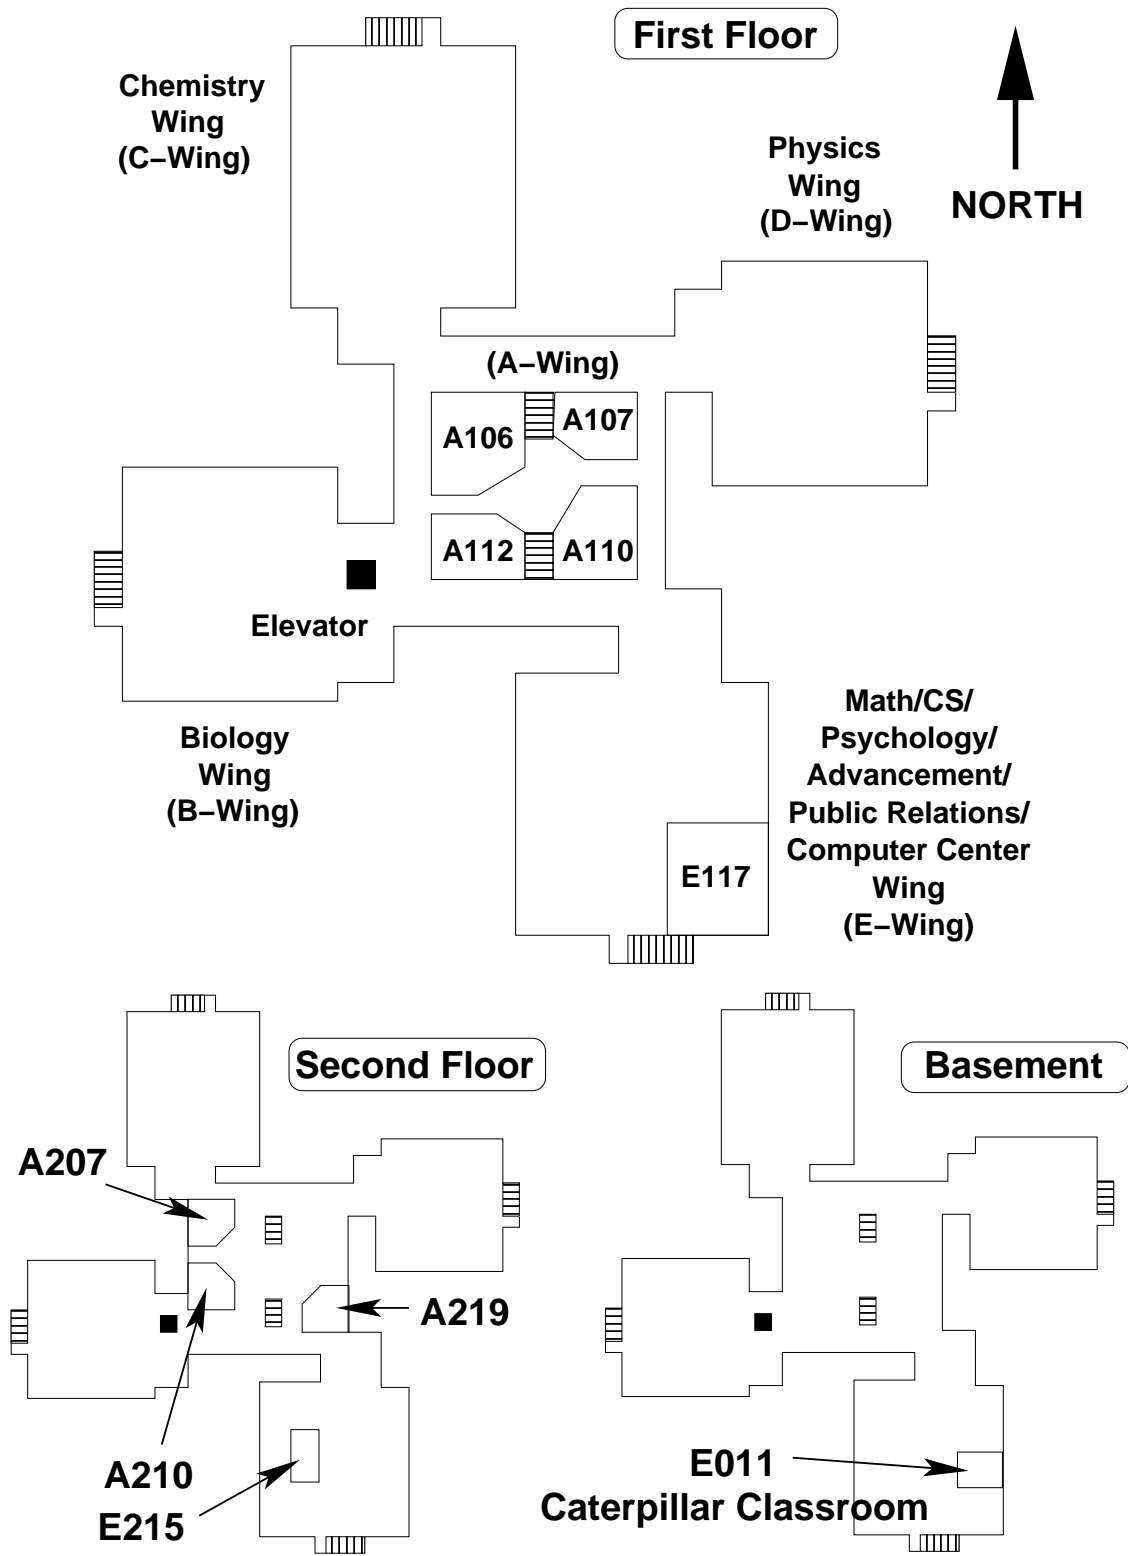 First Floor
Chemistry
Wing
(C–Wing)
Physics
Wing
(D–Wing)
NORTH
(A–Wing)
A106
A107
A112
A110
Elevator
Biology
Wing
(B–Wing)
Math/CS/
Psychology/
Advancement/
Public Relations/
Computer Center
Wing
(E–Wing)
E117
Second Floor
A207
A219
A210
E215
Basement
E011
Caterpillar Classroom